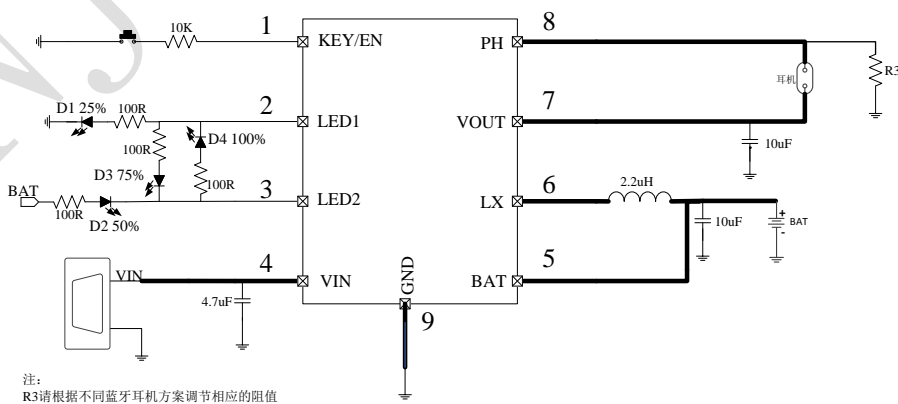 1
8
10K
KEY/EN
PH
R3
耳机
D1 25%
100R
2
7
LED1
VOUT
10uF
100R
D4 100%
D3 75%
100R
BAT
3
6
2.2uH
LED2
LX
100R
D2 50%
10uF
+
BAT
-
4
5
VIN
VIN
GND
BAT
4.7uF
9
注：
R3请根据不同蓝牙耳机方案调节相应的阻值